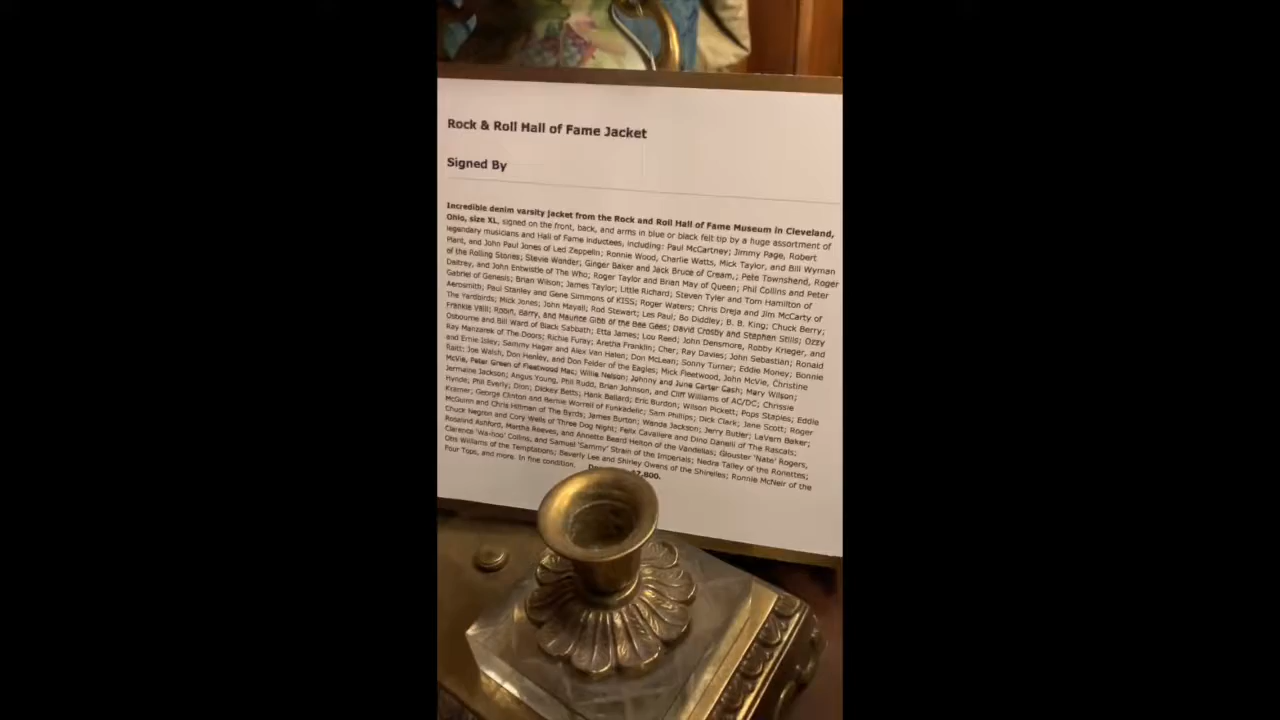 Rock & Roll Hall of Fame Jacket
Signed By
Incredible denim varsity jacket from the Rock and Roll Hall of Fame Museum in Cleveland,
Ohio, size XL, signed on the front, back, and arms in blue or black felt tip by a huge assortment of
legendary musicians and Hall of Fame inductees, including: Paul McCartney; Jimmy Page, Robert
Plant, and John Paul Jones of Led Zeppelin; Ronnie Wood, Charlie Watts, Mick Taylor, and Bill Wyman
of the Rolling Stones; Stevie Wonder; Ginger Baker and Jack Bruce of Cream,; Pete Townshend, Roger
Daltrey, and John Entwistle of The Who; Roger Taylor and Brian May of Queen; Phil Collins and Peter
Gabriel of Genesis; Brian Wilson; James Taylor; Little Richard; Steven Tyler and Tom Hamilton of
Aerosmith; Paul Stanley and Gene Simmons of KISS; Roger Waters; Chris Dreja and Jim McCarty of
The Yardbirds; Mick Jones; John Mayall; Rod Stewart; Les Paul; Bo Diddley; B. B. King; Chuck Berry;
Frankie Valli; Robin, Barry, and Maurice Gibb of the Bee Gees; David Crosby and Stephen Stills; Ozzy
Osbourne and Bill Ward of Black Sabbath; Etta James; Lou Reed; John Densmore, Robby Krieger, and
Ray Manzarek of The Doors; Richie Furay; Aretha Franklin; Cher; Ray Davies; John Sebastian; Ronald
and Ernie Isley; Sammy Hagar and Alex Van Halen; Don McLean; Sonny Turner; Eddie Money; Bonnie
Raitt; Joe Walsh, Don Henley, and Don Felder of the Eagles; Mick Fleetwood, John McVie, Christine
McVie, Peter Green of Fleetwood Mac; Willie Nelson; Johnny and June Carter Cash; Mary Wilson;
Jermaine Jackson; Angus Young, Phil Rudd, Brian Johnson, and Cliff Williams of AC/DC; Chrissie
Hynde; Phil Everly; Dion; Dickey Betts; Hank Ballard; Eric Burdon; Wilson Pickett; Pops Staples; Eddie
Kramer; George Clinton and Bernie Worrell of Funkadelic; Sam Phillips; Dick Clark; Jane Scott; Roger
McGuinn and Chris Hillman of The Byrds; James Burton; Wanda Jackson; Jerry Butler; LaVern Baker;
Chuck Negron and Cory Wells of Three Dog Night; Felix Cavaliere and Dino Danelli of The Rascals;
Rosalind Ashford, Martha Reeves, and Annette Beard Helton of the Vandellas; Glouster 'Nate' Rogers,
Clarence 'Wa-hoo' Collins, and Samuel 'Sammy' Strain of the Imperials; Nedra Talley of the Ronettes;
Otis Williams of the Temptations; Beverly Lee and Shirley Owens of the Shirelles; Ronnie McNeir of the
Four Tops, and more. In fine condition. 7,800.